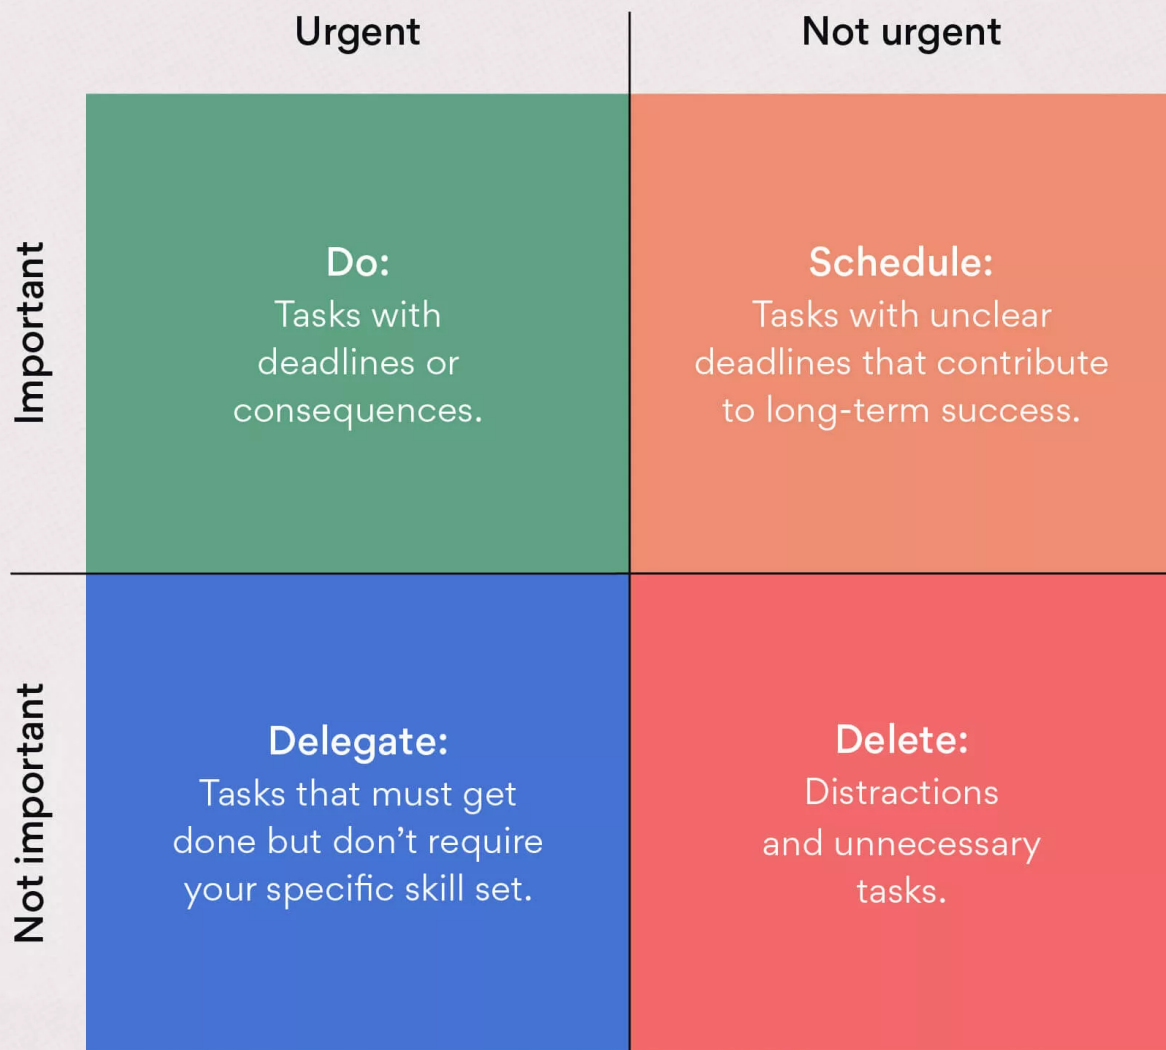 Urgent
Not urgent
Important
Do:
Tasks with
deadlines or
consequences.
Schedule:
Tasks with unclear
deadlines that contribute
to long-term success.
Not important
Delegate:
Tasks that must get
done but don’t require
your specific skill set.
Delete:
Distractions
and unnecessary
tasks.